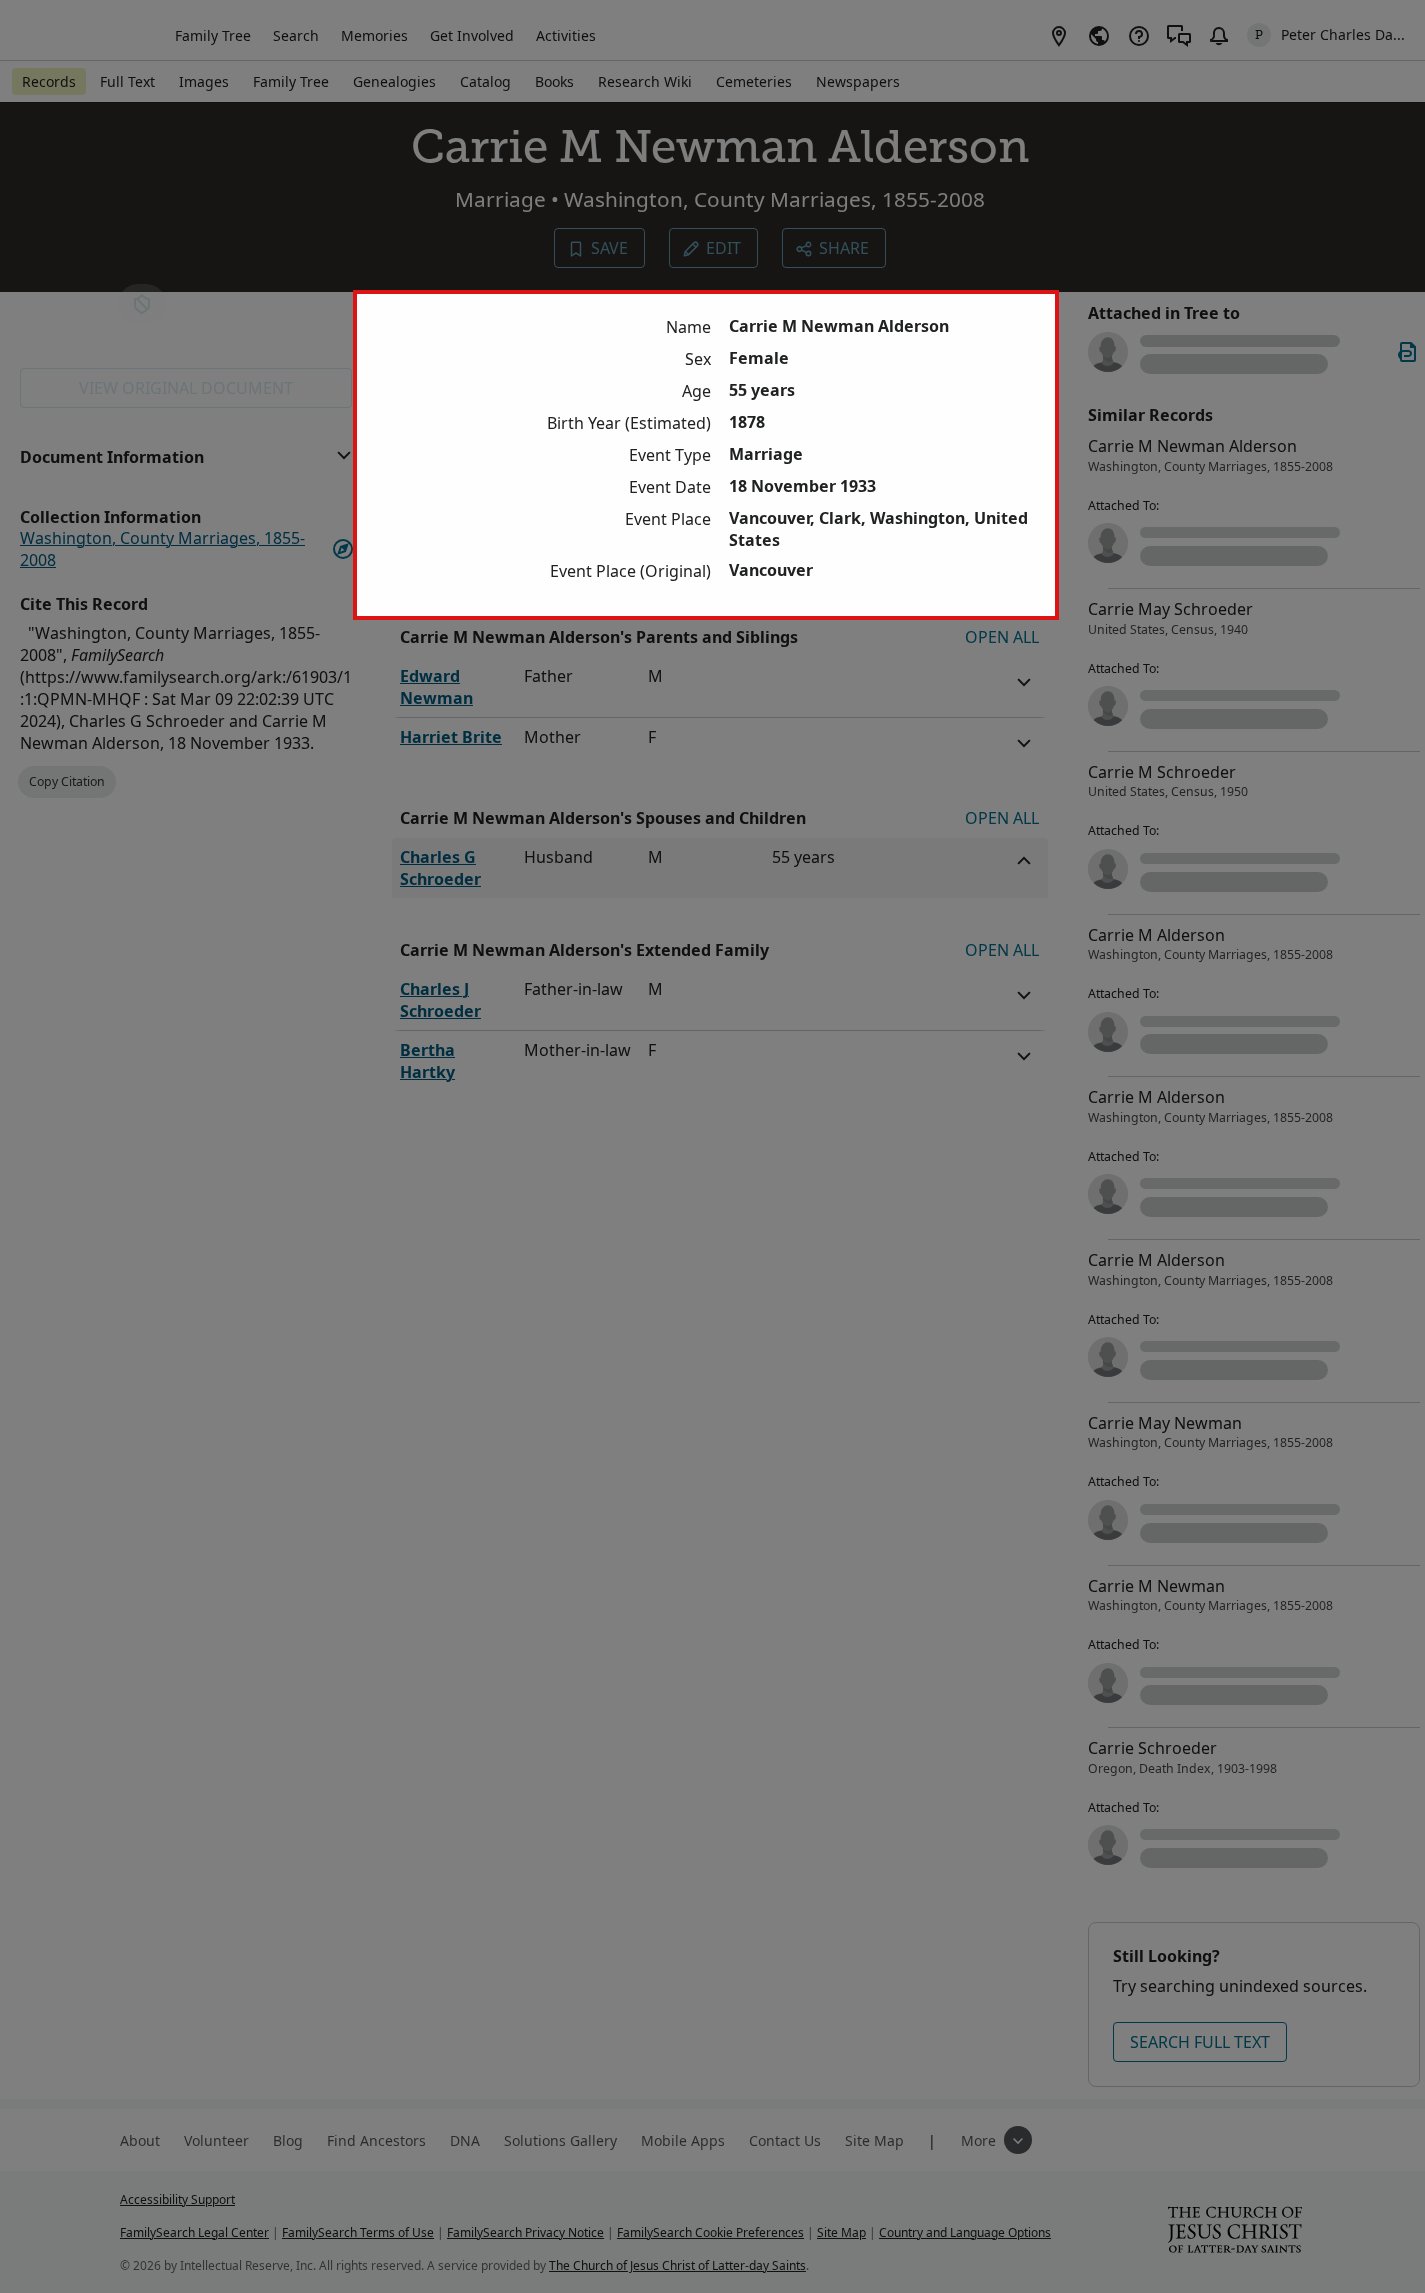 Family Tree Search Memories Get Involved Activities P Peter Charles Da...
Records Full Text Images Family Tree Genealogies Catalog Books Research Wiki Cemeteries Newspapers
Carrie M Newman Alderson
Marriage • Washington, County Marriages, 1855-2008
SAVE EDIT SHARE
VIEW ORIGINAL DOCUMENT
Document Information
Collection Information
Washington, County Marriages, 1855-
2008
Cite This Record
"Washington, County Marriages, 1855-
2008", FamilySearch
(https://www.familysearch.org/ark:/61903/1
:1:QPMN-MHQF : Sat Mar 09 22:02:39 UTC
2024), Charles G Schroeder and Carrie M
Newman Alderson, 18 November 1933.
Copy Citation
Name Carrie M Newman Alderson
Sex Female
Age 55 years
Birth Year (Estimated) 1878
Event Type Marriage
Event Date 18 November 1933
Event Place Vancouver, Clark, Washington, United
States
Event Place (Original) Vancouver
Carrie M Newman Alderson's Parents and Siblings OPEN ALL
Edward Father M
Newman
Harriet Brite Mother F
Carrie M Newman Alderson's Spouses and Children OPEN ALL
Charles G Husband M 55 years
Schroeder
Carrie M Newman Alderson's Extended Family OPEN ALL
Charles J Father-in-law M
Schroeder
Bertha Mother-in-law F
Hartky
Attached in Tree to
Similar Records
Carrie M Newman Alderson
Washington, County Marriages, 1855-2008
Attached To:
Carrie May Schroeder
United States, Census, 1940
Attached To:
Carrie M Schroeder
United States, Census, 1950
Attached To:
Carrie M Alderson
Washington, County Marriages, 1855-2008
Attached To:
Carrie M Alderson
Washington, County Marriages, 1855-2008
Attached To:
Carrie M Alderson
Washington, County Marriages, 1855-2008
Attached To:
Carrie May Newman
Washington, County Marriages, 1855-2008
Attached To:
Carrie M Newman
Washington, County Marriages, 1855-2008
Attached To:
Carrie Schroeder
Oregon, Death Index, 1903-1998
Attached To:
Still Looking?
Try searching unindexed sources.
SEARCH FULL TEXT
About Volunteer Blog Find Ancestors DNA Solutions Gallery Mobile Apps Contact Us Site Map | More
Accessibility Support
FamilySearch Legal Center | FamilySearch Terms of Use | FamilySearch Privacy Notice | FamilySearch Cookie Preferences | Site Map | Country and Language Options
© 2026 by Intellectual Reserve, Inc. All rights reserved. A service provided by The Church of Jesus Christ of Latter-day Saints.
THE CHURCH OF
JESUS CHRIST
OF LATTER-DAY SAINTS